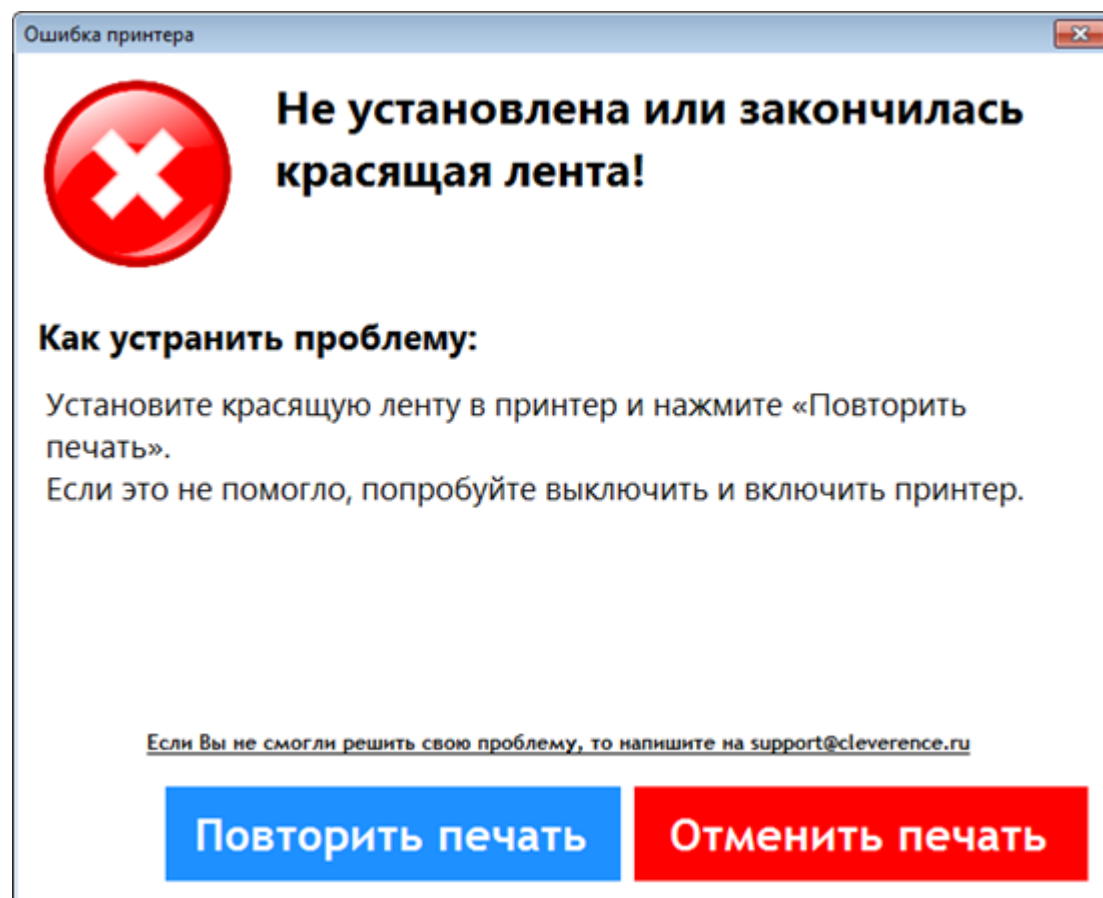 Ошибка принтера
Не установлена или закончилась
красящая лента!
Как устранить проблему:
Установите красящую ленту в принтер и нажмите «Повторить
печать».
Если это не помогло, попробуйте выключить и включить принтер.
Если Вы не смогли решить свою проблему, то напишите на support@cleverence.ru
Повторить печать
Отменить печать